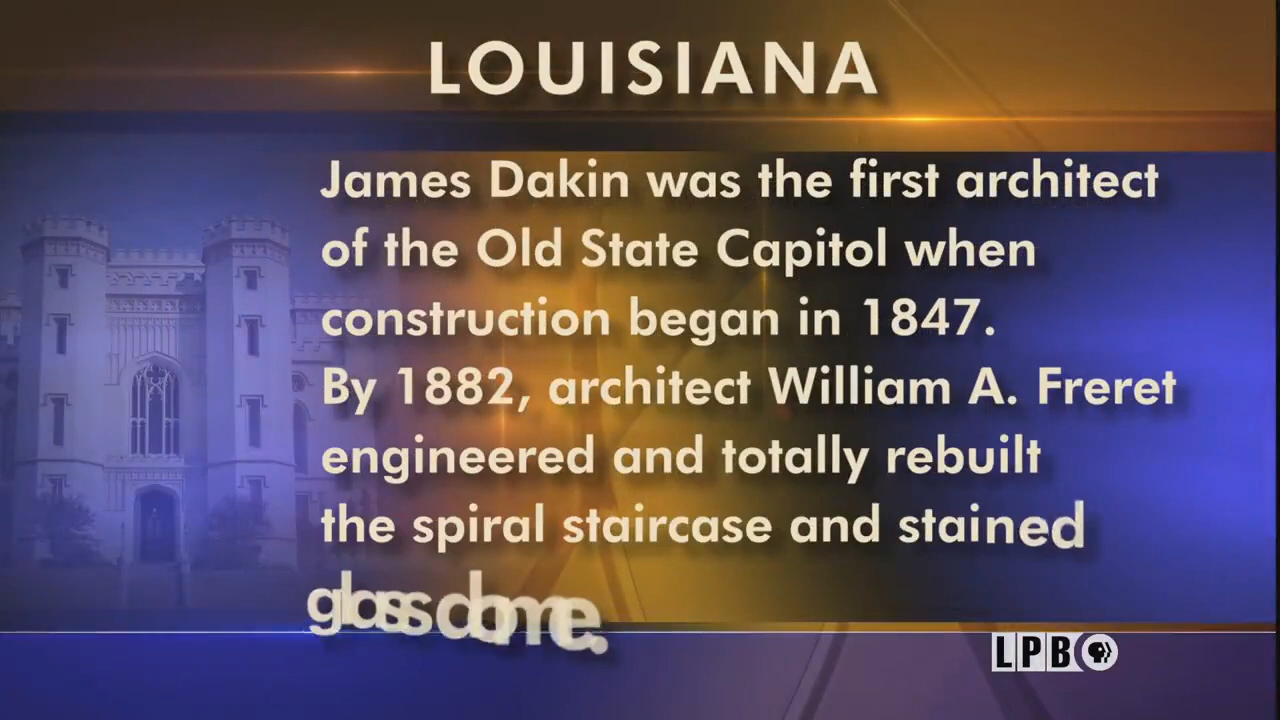 LOUISIANA
James Dakin was the first architect
of the Old State Capitol when
construction began in 1847.
By 1882, architect William A. Freret
engineered and totally rebuilt
the spiral staircase and stained
glass dome.
LPB